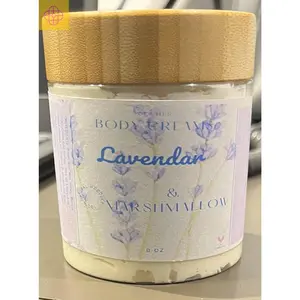 BODY CREAM
Lavendar
&
MARSHMALLOW
8 OZ